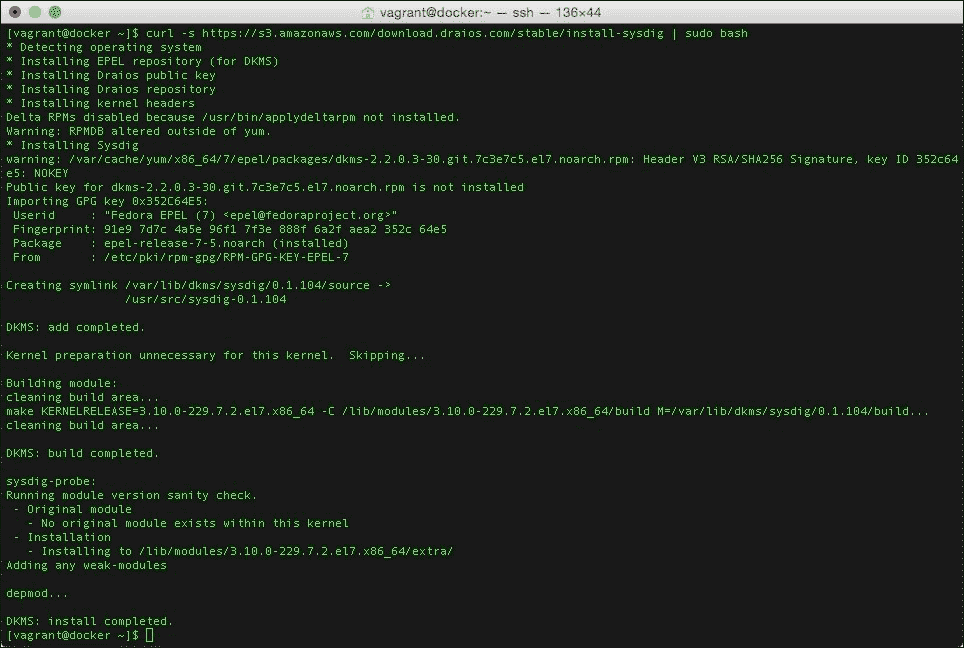 vagrant@docker:~ — ssh — 136×44
[vagrant@docker ~]$ curl -s https://s3.amazonaws.com/download.draios.com/stable/install-sysdig | sudo bash
* Detecting operating system
* Installing EPEL repository (for DKMS)
* Installing Draios public key
* Installing Draios repository
* Installing kernel headers
Delta RPMs disabled because /usr/bin/applydeltarpm not installed.
Warning: RPMDB altered outside of yum.
* Installing Sysdig
warning: /var/cache/yum/x86_64/7/epel/packages/dkms-2.2.0.3-30.git.7c3e7c5.el7.noarch.rpm: Header V3 RSA/SHA256 Signature, key ID 352c64
e5: NOKEY
Public key for dkms-2.2.0.3-30.git.7c3e7c5.el7.noarch.rpm is not installed
Importing GPG key 0x352C64E5:
 Userid     : "Fedora EPEL (7) <epel@fedoraproject.org>"
 Fingerprint: 91e9 7d7c 4a5e 96f1 7f3e 888f 6a2f aea2 352c 64e5
 Package    : epel-release-7-5.noarch (installed)
 From       : /etc/pki/rpm-gpg/RPM-GPG-KEY-EPEL-7
Creating symlink /var/lib/dkms/sysdig/0.1.104/source ->
                 /usr/src/sysdig-0.1.104
DKMS: add completed.
Kernel preparation unnecessary for this kernel.  Skipping...
Building module:
cleaning build area...
make KERNELRELEASE=3.10.0-229.7.2.el7.x86_64 -C /lib/modules/3.10.0-229.7.2.el7.x86_64/build M=/var/lib/dkms/sysdig/0.1.104/build...
cleaning build area...
DKMS: build completed.
sysdig-probe:
Running module version sanity check.
 - Original module
   - No original module exists within this kernel
 - Installation
   - Installing to /lib/modules/3.10.0-229.7.2.el7.x86_64/extra/
Adding any weak-modules
depmod...
DKMS: install completed.
[vagrant@docker ~]$